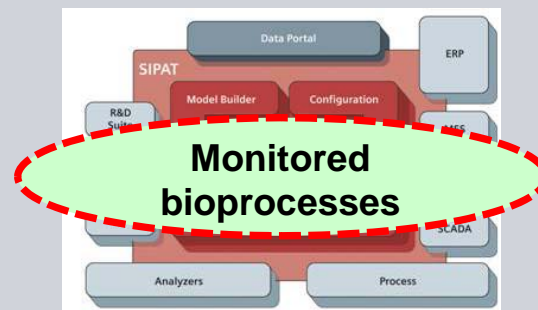 Data Portal
ERP
SIPAT
Model Builder
Configuration
R&D
Monitored
bioprocesses
SCADA
Analyzers
Process